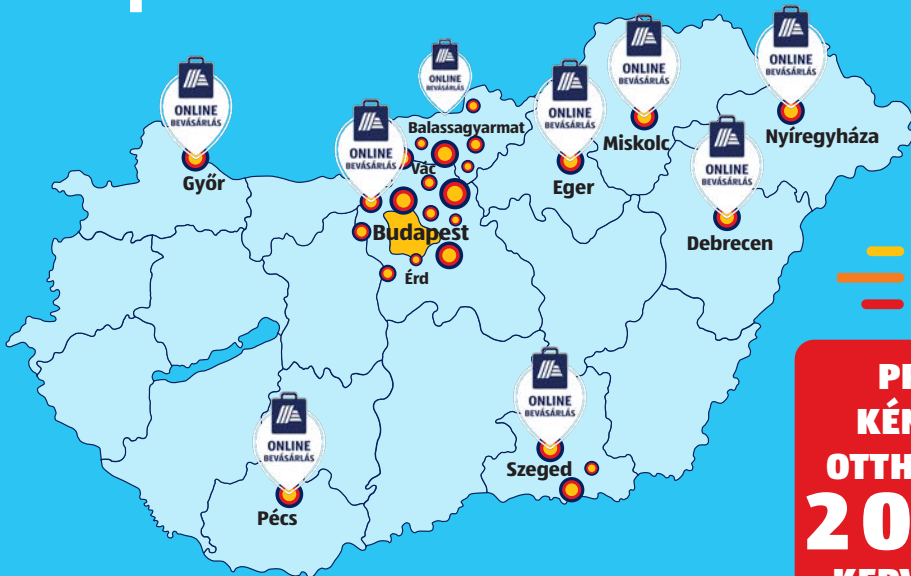 ONLINE
BEVÁSÁRLÁS
ONLINE
BEVÁSÁRLÁS
ONLINE
BEVÁSÁRLÁS
ONLINE
BEVÁSÁRLÁS
ONLINE
BEVÁSÁRLÁS
ONLINE
BEVÁSÁRLÁS
ONLINE
BEVÁSÁRLÁS
Balassagyarmat
Miskolc
Nyíregyháza
Vác
Győr
Eger
Budapest
Debrecen
Érd
ONLINE
BEVÁSÁRLÁS
ONLINE
BEVÁSÁRLÁS
Szeged
Pécs
20